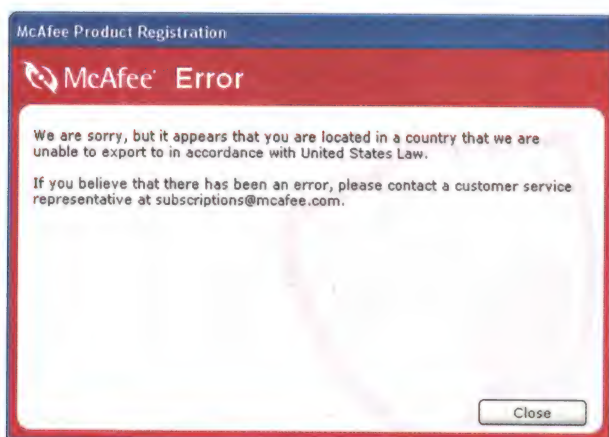 McAfee Product Registration
McAfee Error
We are sorry, but it appears that you are located in a country that we are
unable to export to in accordance with United States Law.
If you believe that there has been an error, please contact a customer service
representative at subscriptions@mcafee.com.
Close